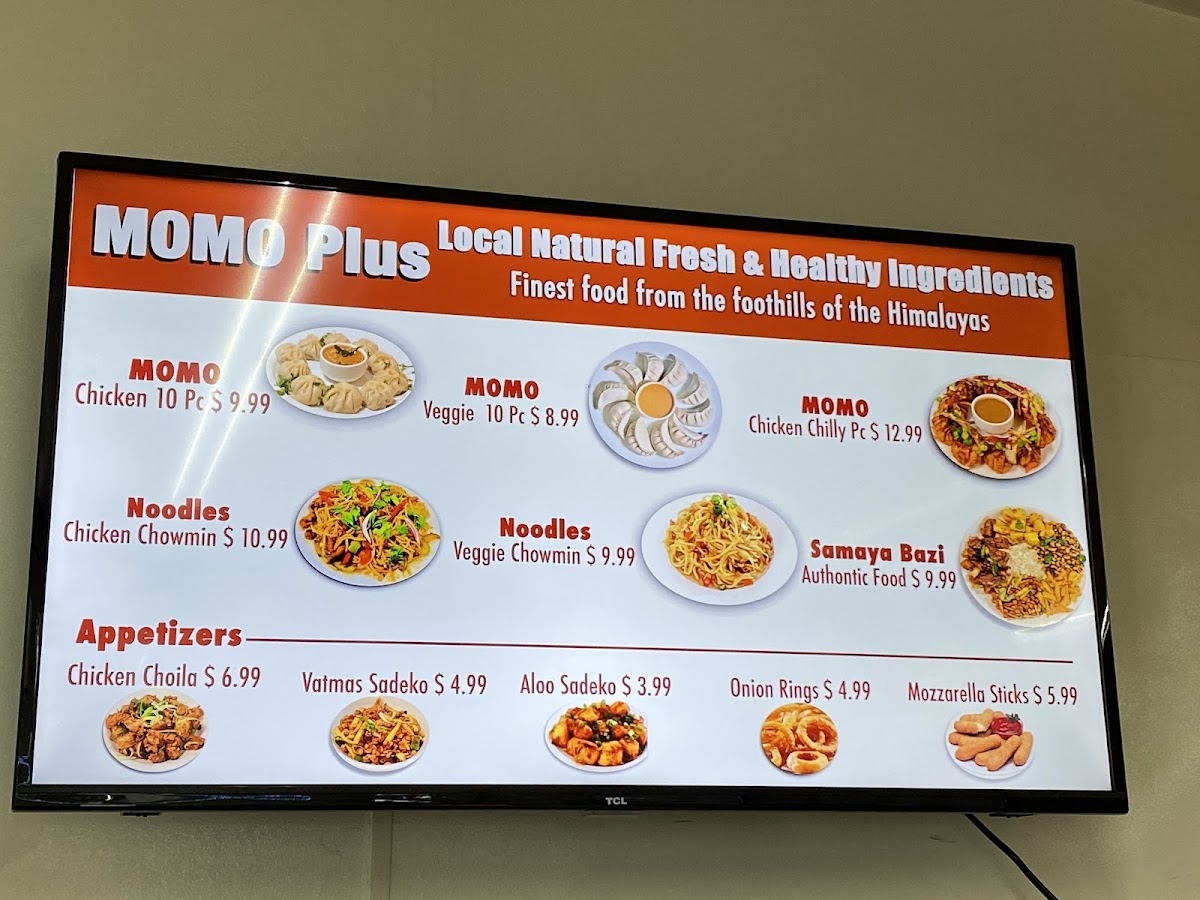 MOMO Plus
Local Natural Fresh & Healthy Ingredients
Finest food from the foothills of the Himalayas
MOMO
Chicken 10 Pc $ 9.99
MOMO
Veggie 10 Pc $ 8.99
MOMO
Chicken Chilly Pc $ 12.99
Noodles
Chicken Chowmin $ 10.99
Noodles
Veggie Chowmin $ 9.99
Samaya Bazi
Authontic Food $ 9.99
Appetizers
Chicken Choila $ 6.99
Vatmas Sadeko $ 4.99
Aloo Sadeko $ 3.99
Onion Rings $ 4.99
Mozzarella Sticks $ 5.99
TCL